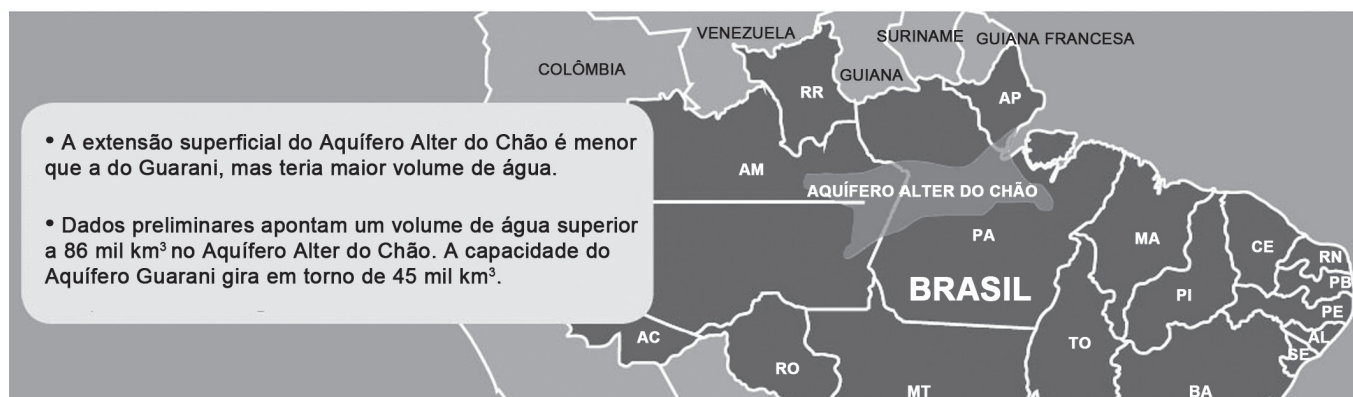 VENEZUELA
SURINAME
GUIANA FRANCESA
COLÔMBIA
GUIANA
RR
AP
• A extensão superficial do Aquífero Alter do Chão é menor
que a do Guarani, mas teria maior volume de água.
• Dados preliminares apontam um volume de água superior
a 86 mil km³ no Aquífero Alter do Chão. A capacidade do
Aquífero Guarani gira em torno de 45 mil km³.
AM
AQUÍFERO ALTER DO CHÃO
PA
MA
CE
RN
PB
BRASIL
PI
PE
AL
SE
AC
TO
RO
MT
BA